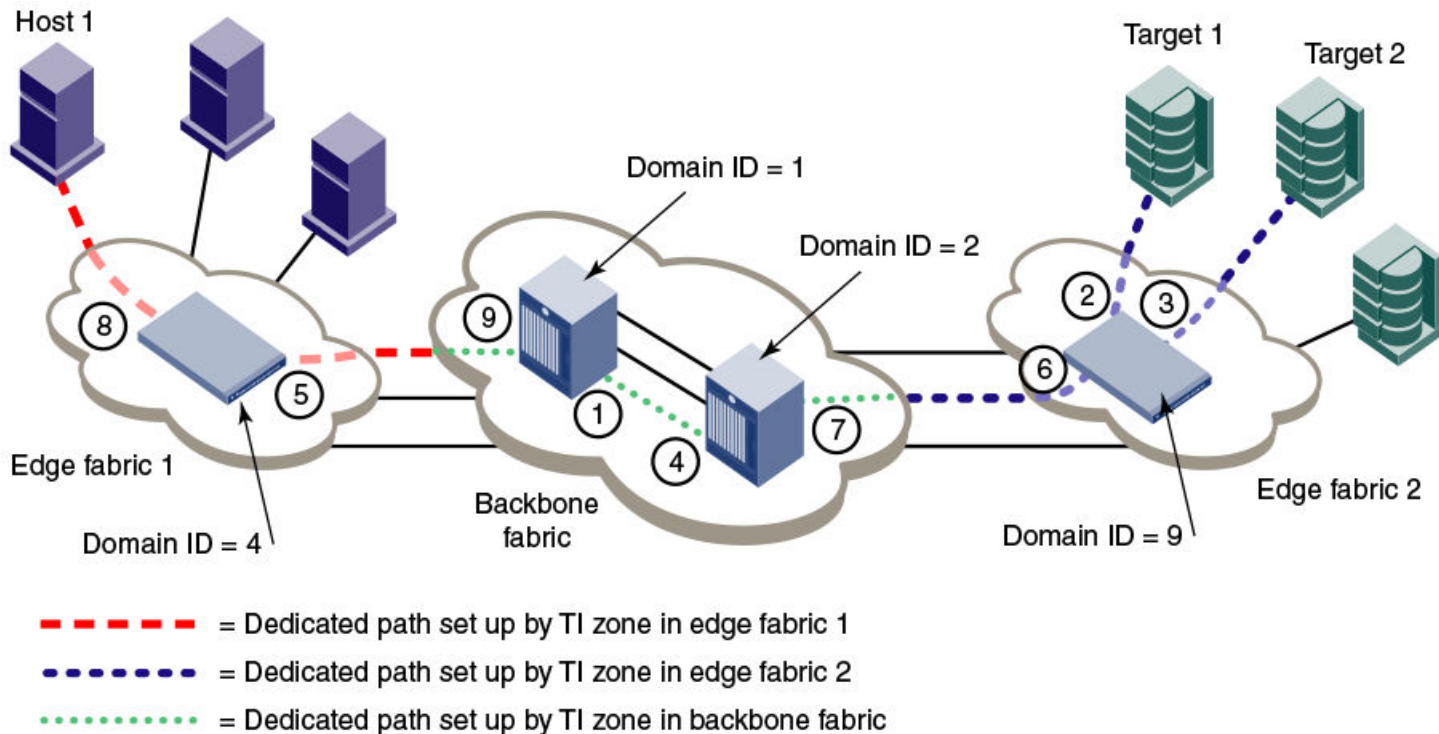 Host 1
Target 1
Target 2
Domain ID = 1
Domain ID = 2
8
5
9
1
4
7
2
3
6
Edge fabric 1
Backbone
fabric
Edge fabric 2
Domain ID = 4
Domain ID = 9
= Dedicated path set up by TI zone in edge fabric 1
= Dedicated path set up by TI zone in edge fabric 2
= Dedicated path set up by TI zone in backbone fabric